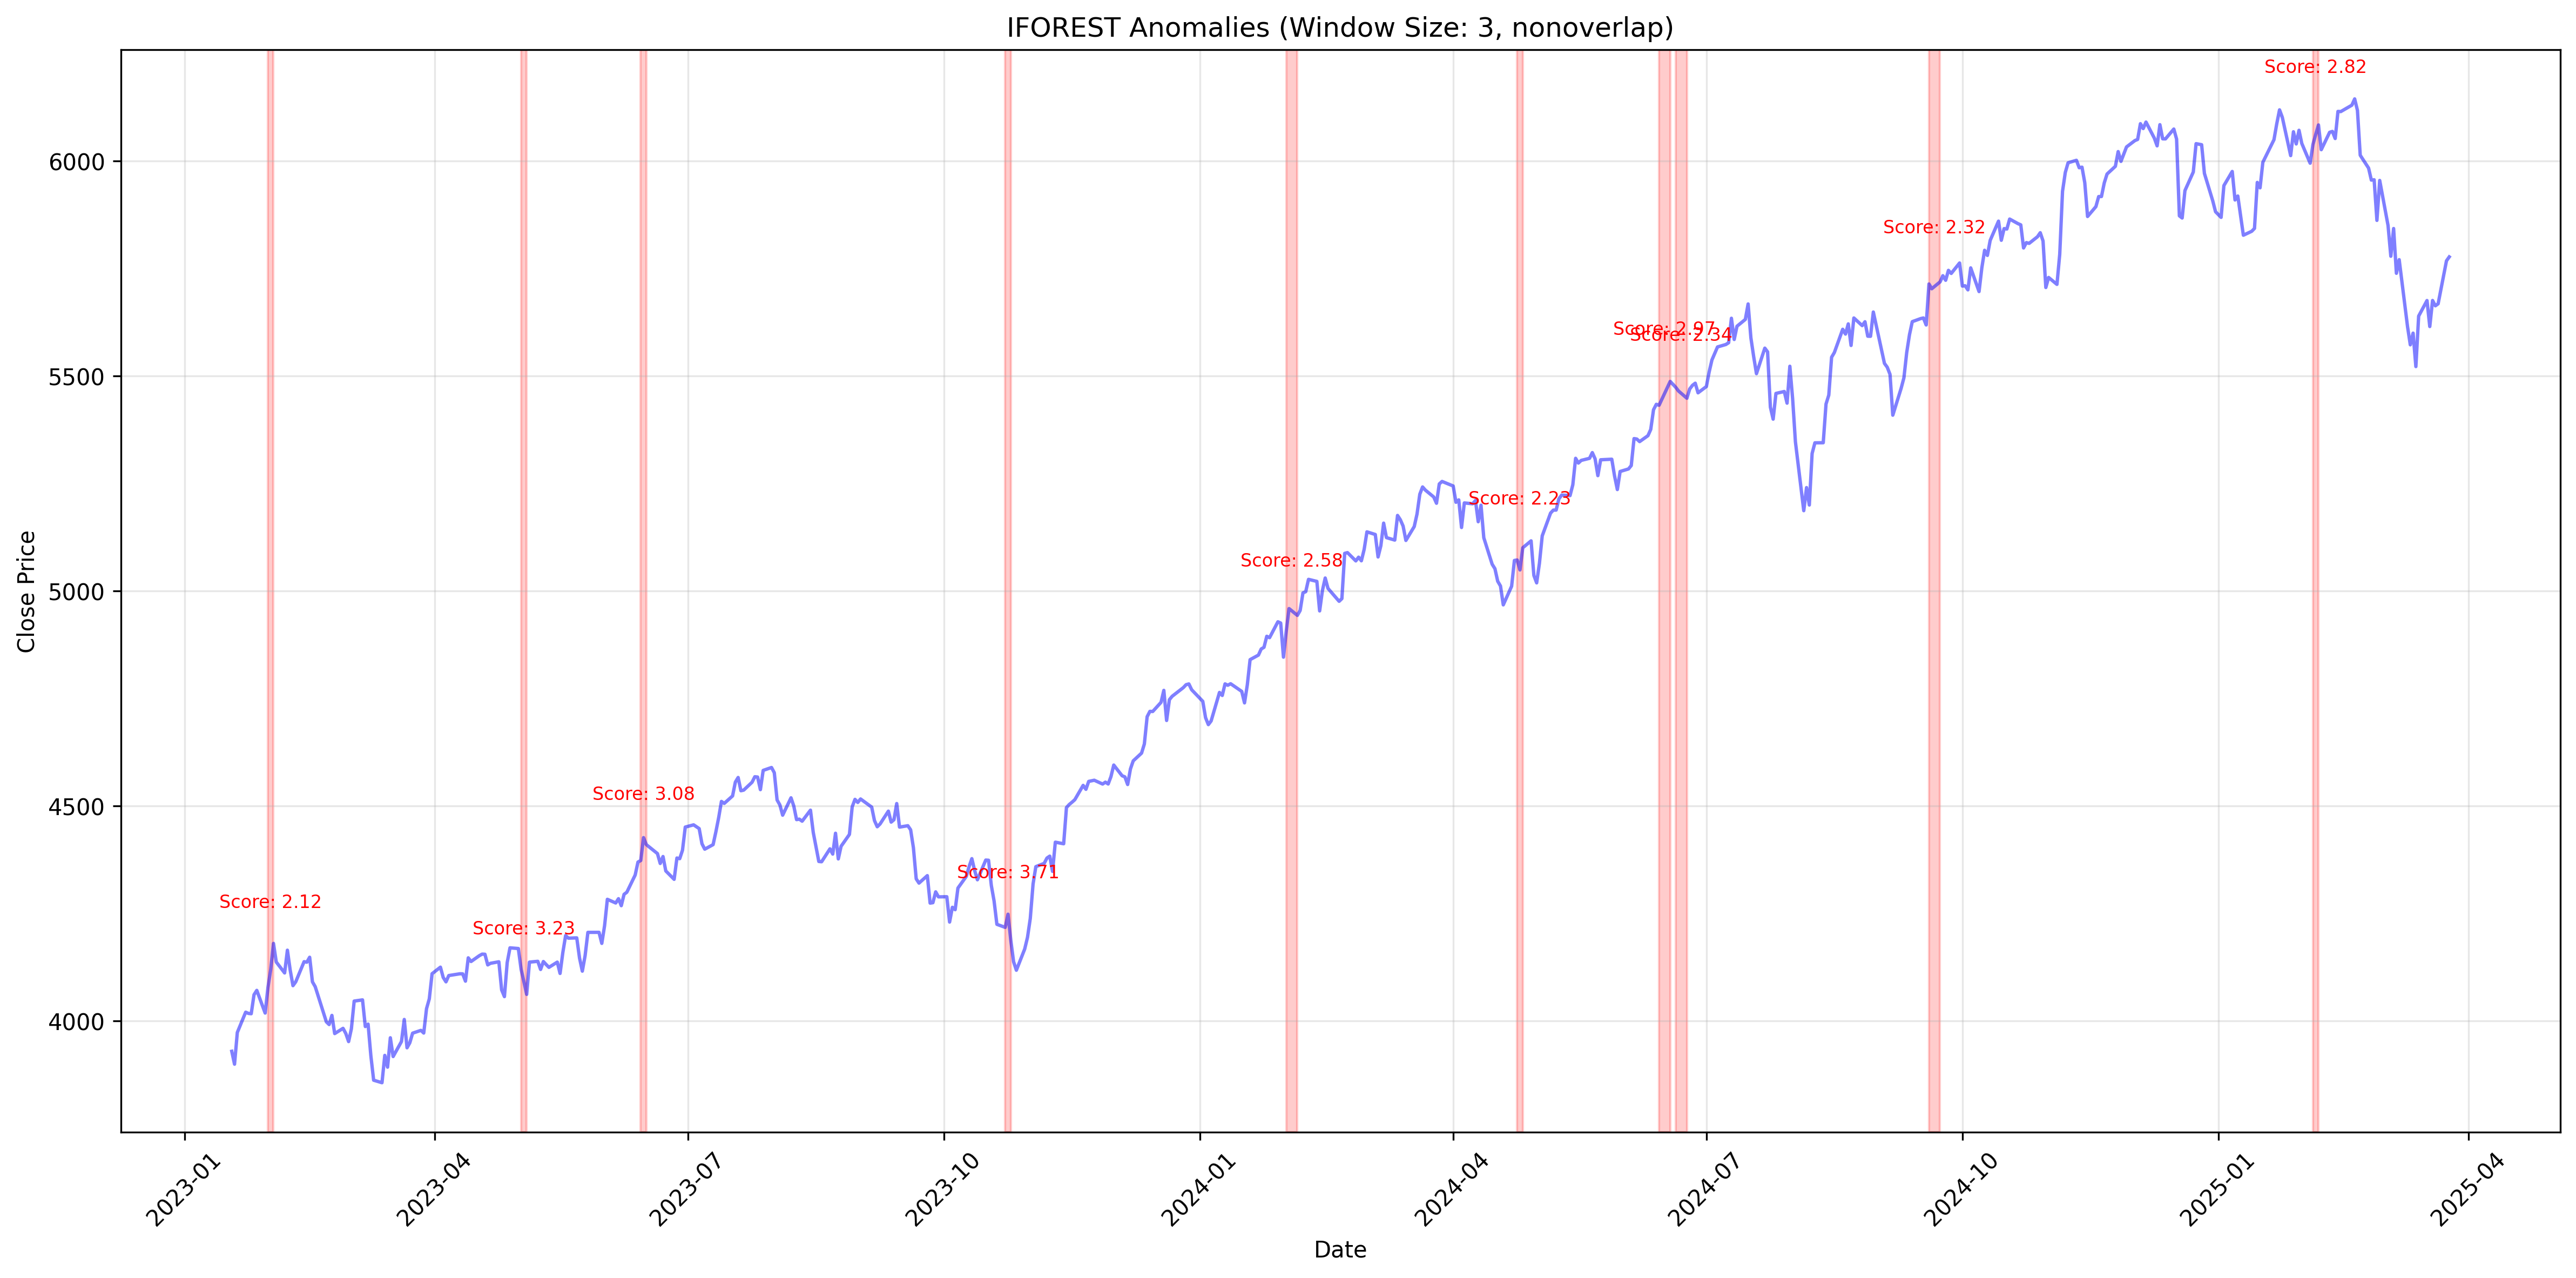 IFOREST Anomalies (Window Size: 3, nonoverlap)
Score: 2.82
6000
Score: 2.32
Score: 2.97
Score: 2.34
5500
Score: 2.23
Score: 2.58
5000
Close Price
4500
Score: 3.08
Score: 3.71
Score: 2.12
Score: 3.23
4000
2023-01
2023-04
2023-07
2023-10
2024-01
2024-04
2024-07
2024-10
2025-01
2025-04
Date